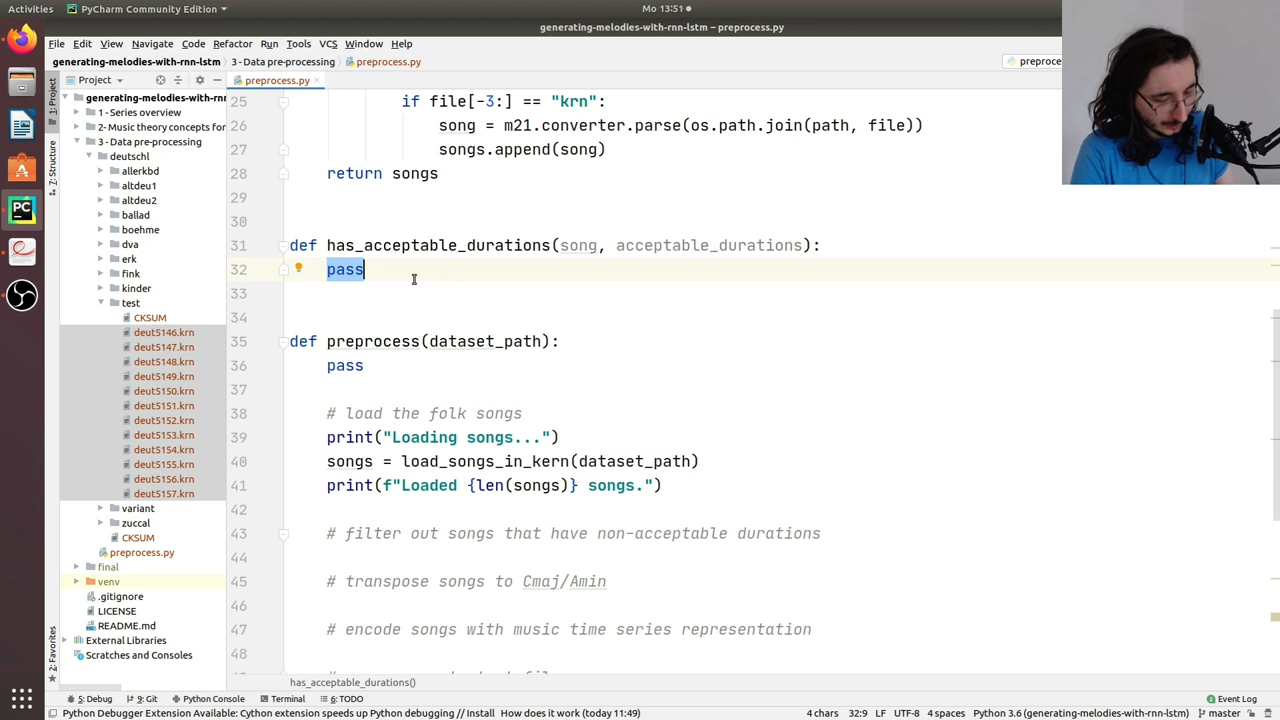 Activities
PyCharm Community Edition
Mo 13:51
generating-melodies-with-rnn-lstm – preprocess.py
File Edit View Navigate Code Refactor Run Tools VCS Window Help
generating-melodies-with-rnn-lstm 3 - Data pre-processing preprocess.py
preproce
Project
preprocess.py
1: Project
7: Structure
2: Favorites
generating-melodies-with-rnn
1 - Series overview
2- Music theory concepts for
3 - Data pre-processing
deutschl
allerkbd
altdeu1
altdeu2
ballad
boehme
dva
erk
fink
kinder
test
CKSUM
deut5146.krn
deut5147.krn
deut5148.krn
deut5149.krn
deut5150.krn
deut5151.krn
deut5152.krn
deut5153.krn
deut5154.krn
deut5155.krn
deut5156.krn
deut5157.krn
variant
zuccal
CKSUM
preprocess.py
final
venv
.gitignore
LICENSE
README.md
External Libraries
Scratches and Consoles
25 if file[-3:] == "krn":
26 song = m21.converter.parse(os.path.join(path, file))
27 songs.append(song)
28 return songs
29
30
31 def has_acceptable_durations(song, acceptable_durations):
32 pass
33
34
35 def preprocess(dataset_path):
36 pass
37
38 # load the folk songs
39 print("Loading songs...")
40 songs = load_songs_in_kern(dataset_path)
41 print(f"Loaded {len(songs)} songs.")
42
43 # filter out songs that have non-acceptable durations
44
45 # transpose songs to Cmaj/Amin
46
47 # encode songs with music time series representation
48
has_acceptable_durations()
5: Debug 9: Git Python Console Terminal 6: TODO Event Log
Python Debugger Extension Available: Cython extension speeds up Python debugging // Install How does it work (today 11:49) 4 chars 32:9 LF UTF-8 4 spaces Python 3.6 (generating-melodies-with-rnn-lstm) master